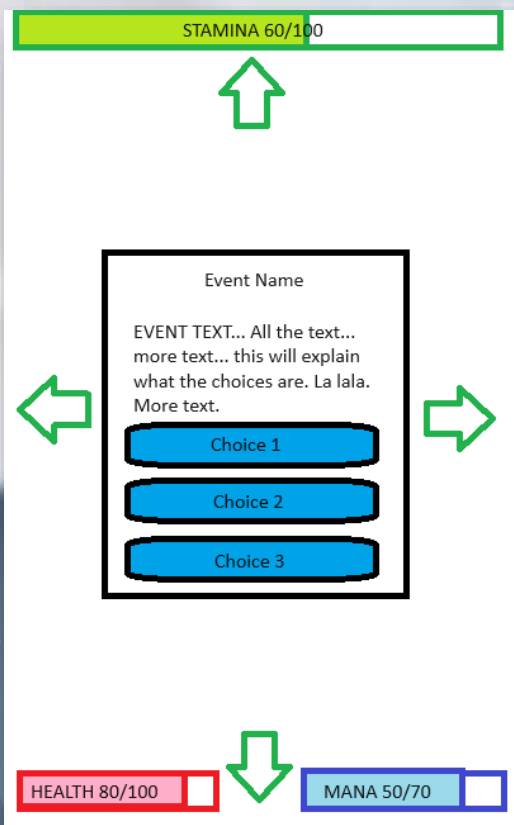 STAMINA 60/100
Event Name
EVENT TEXT... All the text...
more text... this will explain
what the choices are. La lala.
More text.
Choice 1
Choice 2
Choice 3
HEALTH 80/100
MANA 50/70